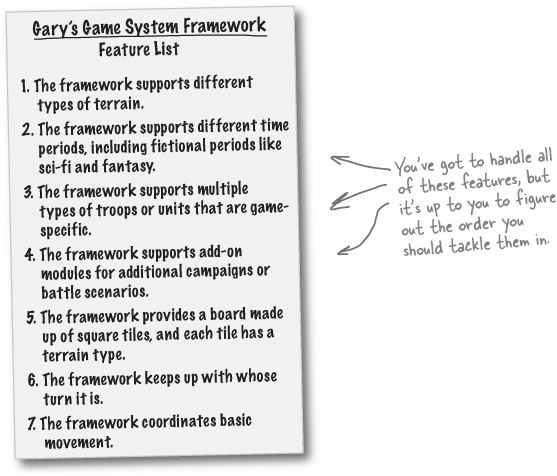 Gary's Game System Framework
Feature List
1. The framework supports different
types of terrain.
2. The framework supports different time
periods, including fictional periods like
sci-fi and fantasy.
3. The framework supports multiple
types of troops or units that are game-
specific.
4. The framework supports add-on
modules for additional campaigns or
battle scenarios.
5. The framework provides a board made
up of square tiles, and each tile has a
terrain type.
6. The framework keeps up with whose
turn it is.
7. The framework coordinates basic
movement.
You've got to handle all
of these features, but
it's up to you to figure
out the order you
should tackle them in.